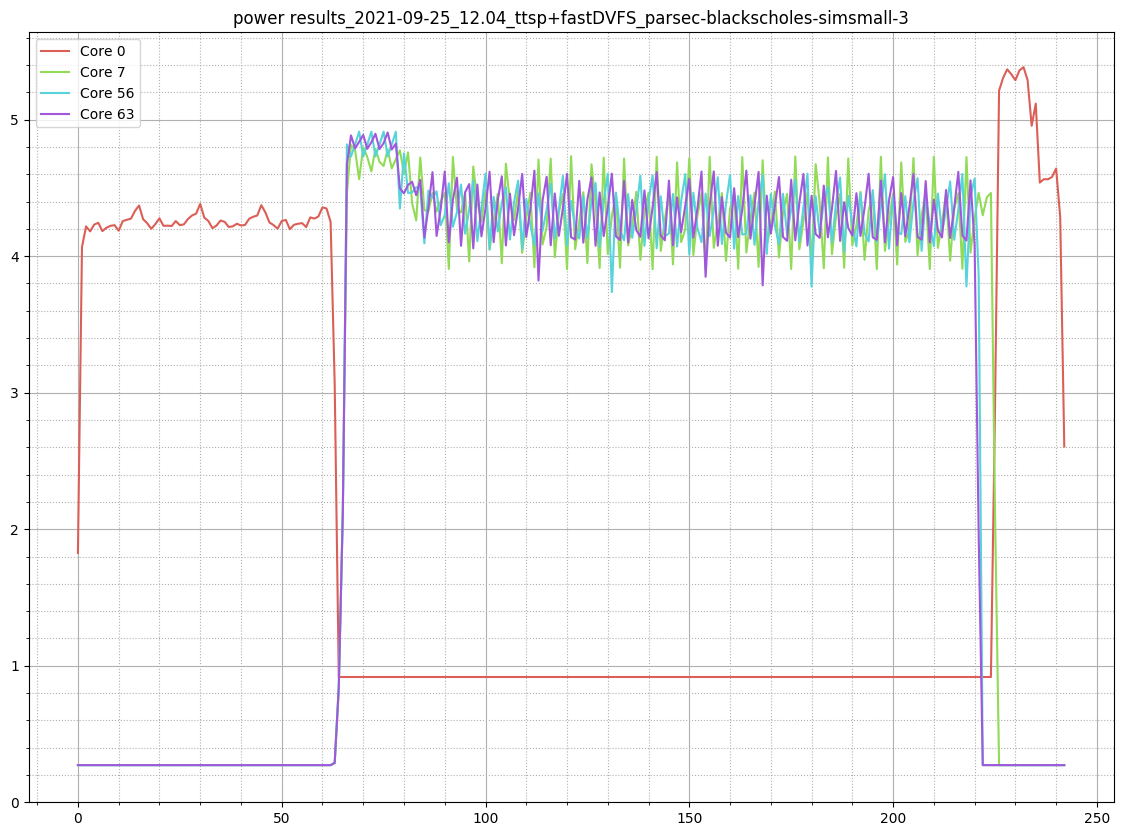 power results_2021-09-25_12.04_ttsp+fastDVFS_parsec-blackscholes-simsmall-3
Core 0
Core 7
Core 56
Core 63
5
4
3
2
1
0
0 50 100 150 200 250